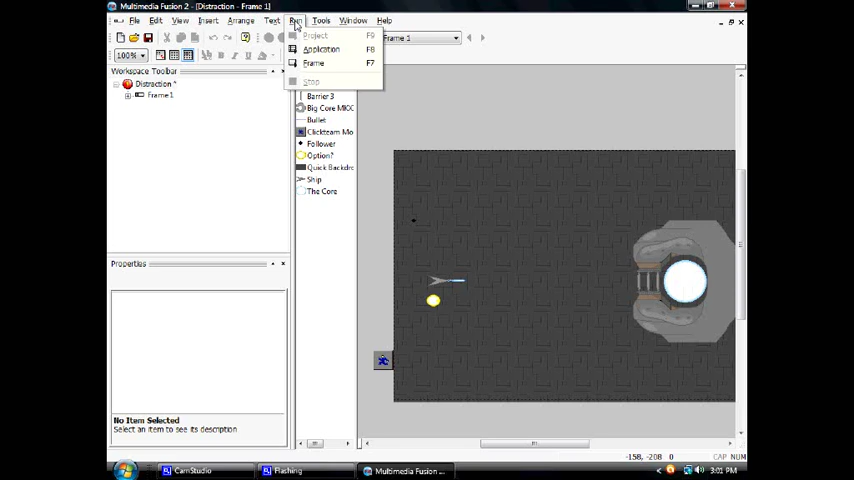 Multimedia Fusion 2 - [Distraction - Frame 1]
File Edit View Insert Arrange Text Run Tools Window Help
Project F9
Frame 1
Application F8
100%
Frame F7
Workspace Toolbar
Stop
Distraction *
Frame 1
Barrier 3
Big Core MKC
Bullet
Clickteam Mo
Follower
Option?
Quick Backdro
Ship
The Core
Properties
No Item Selected
Select an item to see its description
-158, -208 0 CAP NUM
CamStudio
Flashing
Multimedia Fusion ...
3:01 PM